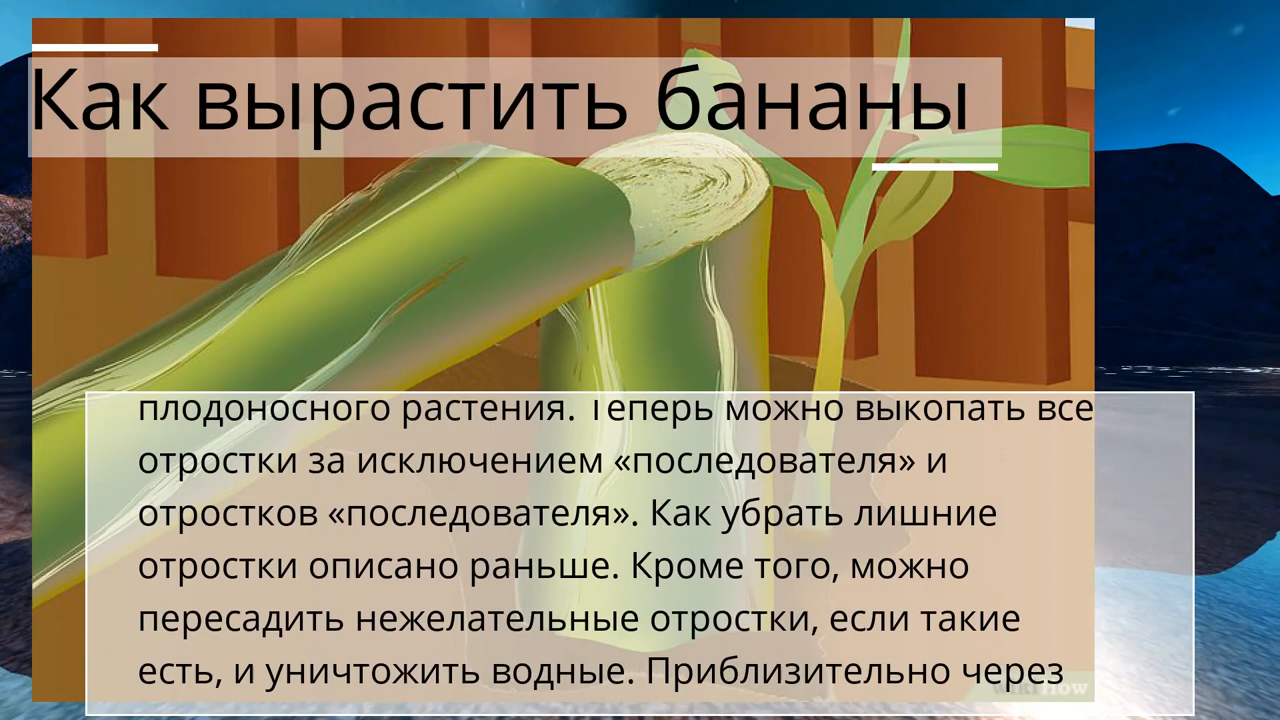 Как вырастить бананы
плодоносного растения. Теперь можно выкопать все
отростки за исключением «последователя» и
отростков «последователя». Как убрать лишние
отростки описано раньше. Кроме того, можно
пересадить нежелательные отростки, если такие
есть, и уничтожить водные. Приблизительно через
wikiHow